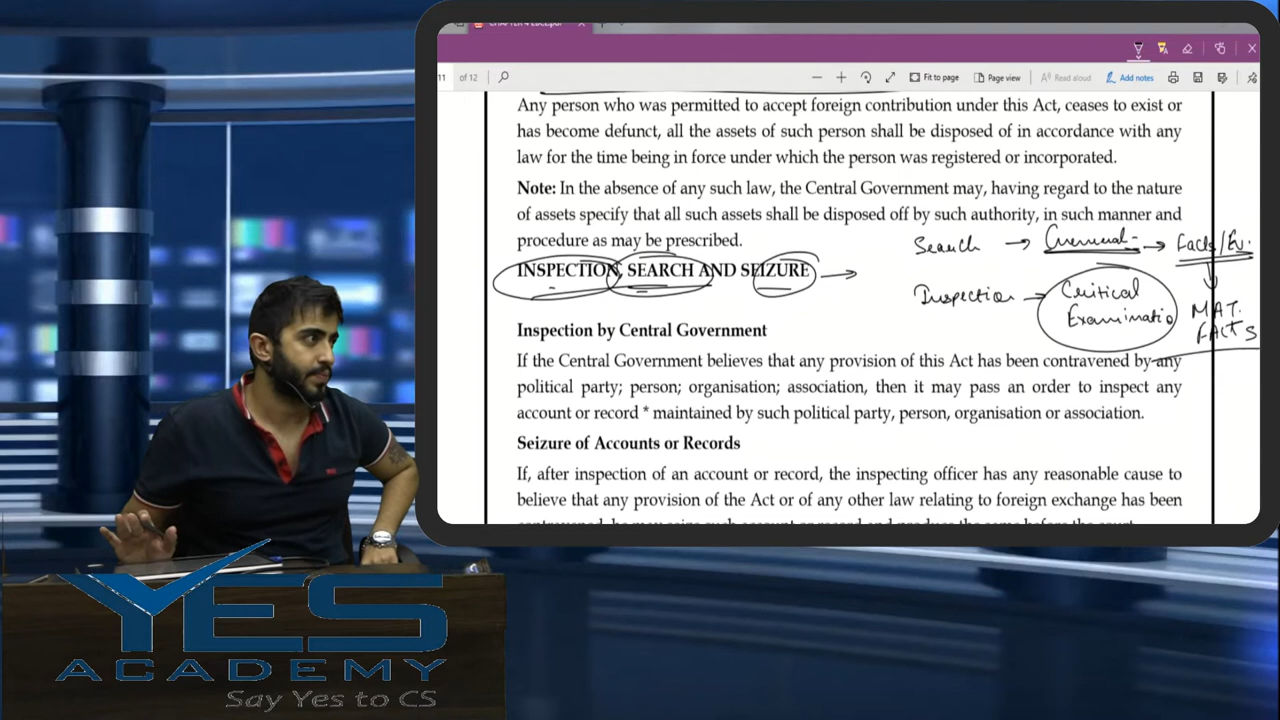 11 of 12
Fit to page
Page view
Read aloud
Add notes
Any person who was permitted to accept foreign contribution under this Act, ceases to exist or
has become defunct, all the assets of such person shall be disposed of in accordance with any
law for the time being in force under which the person was registered or incorporated.
Note: In the absence of any such law, the Central Government may, having regard to the nature
of assets specify that all such assets shall be disposed off by such authority, in such manner and
procedure as may be prescribed.
Search → General → Facts/Ev.
INSPECTION, SEARCH AND SEIZURE →
Inspection → Critical
Examinatio
MAT.
FACTS
Inspection by Central Government
If the Central Government believes that any provision of this Act has been contravened by any
political party; person; organisation; association, then it may pass an order to inspect any
account or record * maintained by such political party, person, organisation or association.
Seizure of Accounts or Records
If, after inspection of an account or record, the inspecting officer has any reasonable cause to
believe that any provision of the Act or of any other law relating to foreign exchange has been
YES
ACADEMY
Say Yes to CS